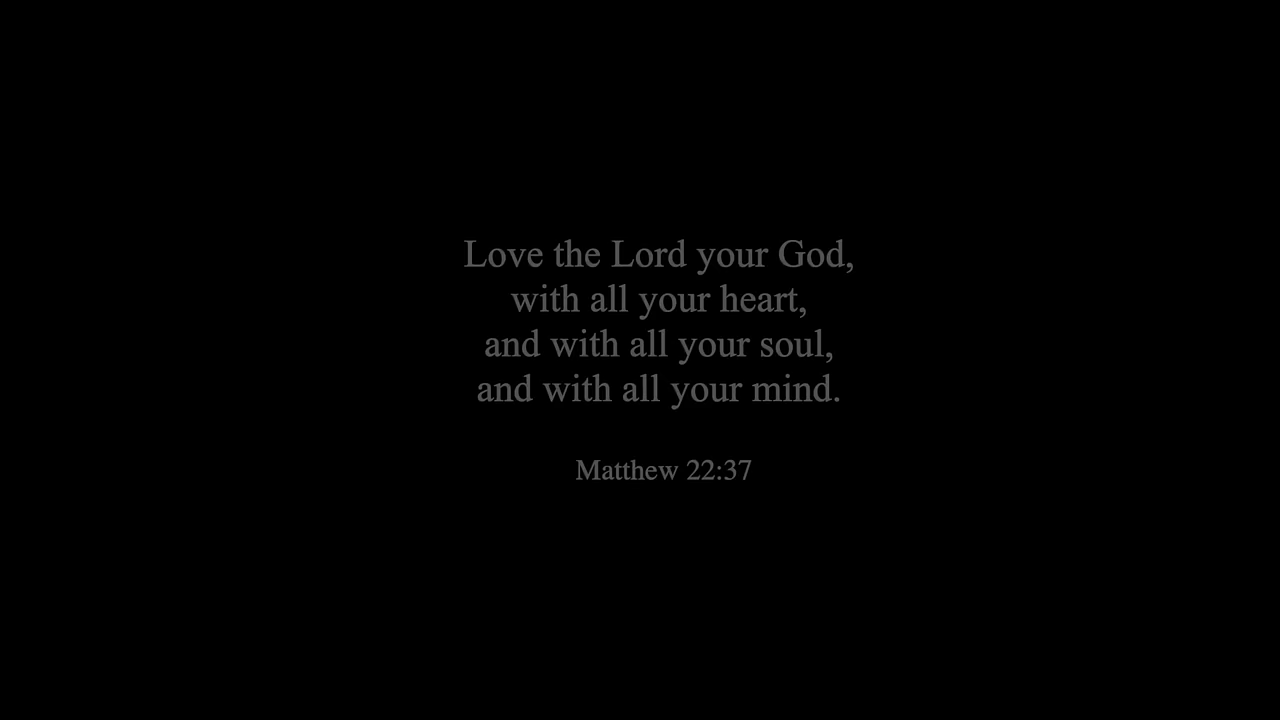 Love the Lord your God,
with all your heart,
and with all your soul,
and with all your mind.
Matthew 22:37